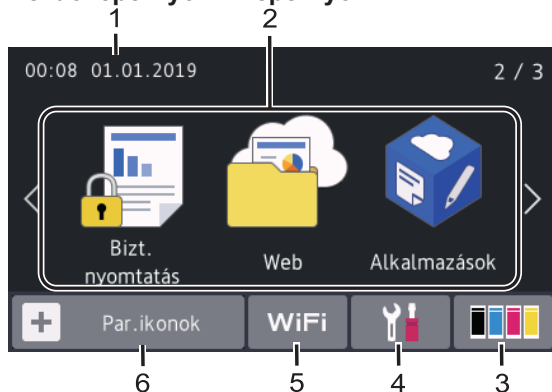 1
2
00:08 01.01.2019
2 / 3
Bizt.
nyomtatás
Web
Alkalmazások
Par.ikonok
WiFi
6
5
4
3